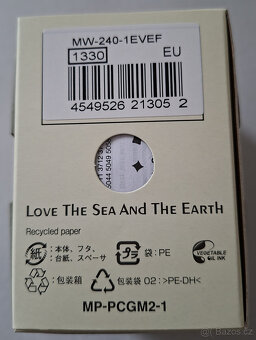 MW-240-1EVEF
1330
EU
4549526 21305 2
LOVE THE SEA AND THE EARTH
Recycled paper
紙：本体、フタ、台紙、スペーサ
プラ 袋：PE
VEGETABLE OIL INK
：包装箱
包装袋 02：>PE-DH<
MP-PCGM2-1